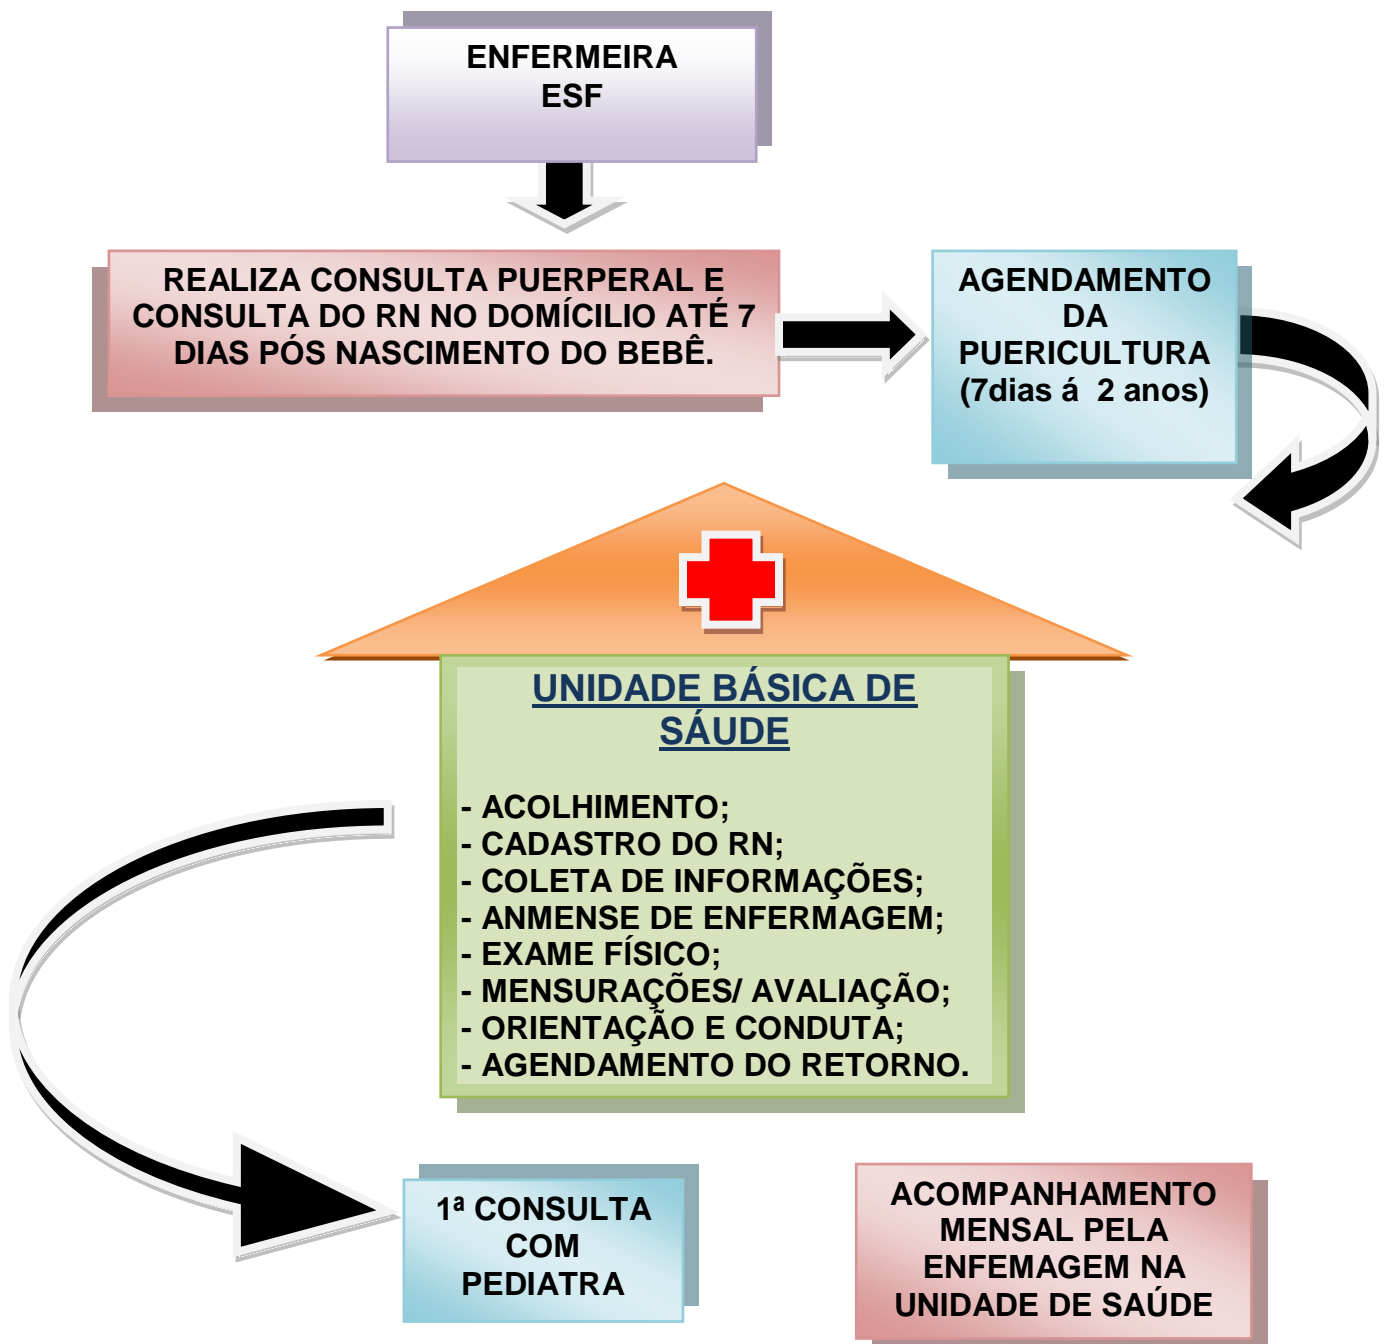 ENFERMEIRA
ESF
REALIZA CONSULTA PUERPERAL E
CONSULTA DO RN NO DOMÍCILIO ATÉ 7
DIAS PÓS NASCIMENTO DO BEBÊ.
AGENDAMENTO
DA
PUERICULTURA
(7dias á 2 anos)
UNIDADE BÁSICA DE
SÁUDE
- ACOLHIMENTO;
- CADASTRO DO RN;
- COLETA DE INFORMAÇÕES;
- ANMENSE DE ENFERMAGEM;
- EXAME FÍSICO;
- MENSURAÇÕES/ AVALIAÇÃO;
- ORIENTAÇÃO E CONDUTA;
- AGENDAMENTO DO RETORNO.
1ª CONSULTA
COM
PEDIATRA
ACOMPANHAMENTO
MENSAL PELA
ENFEMAGEM NA
UNIDADE DE SAÚDE